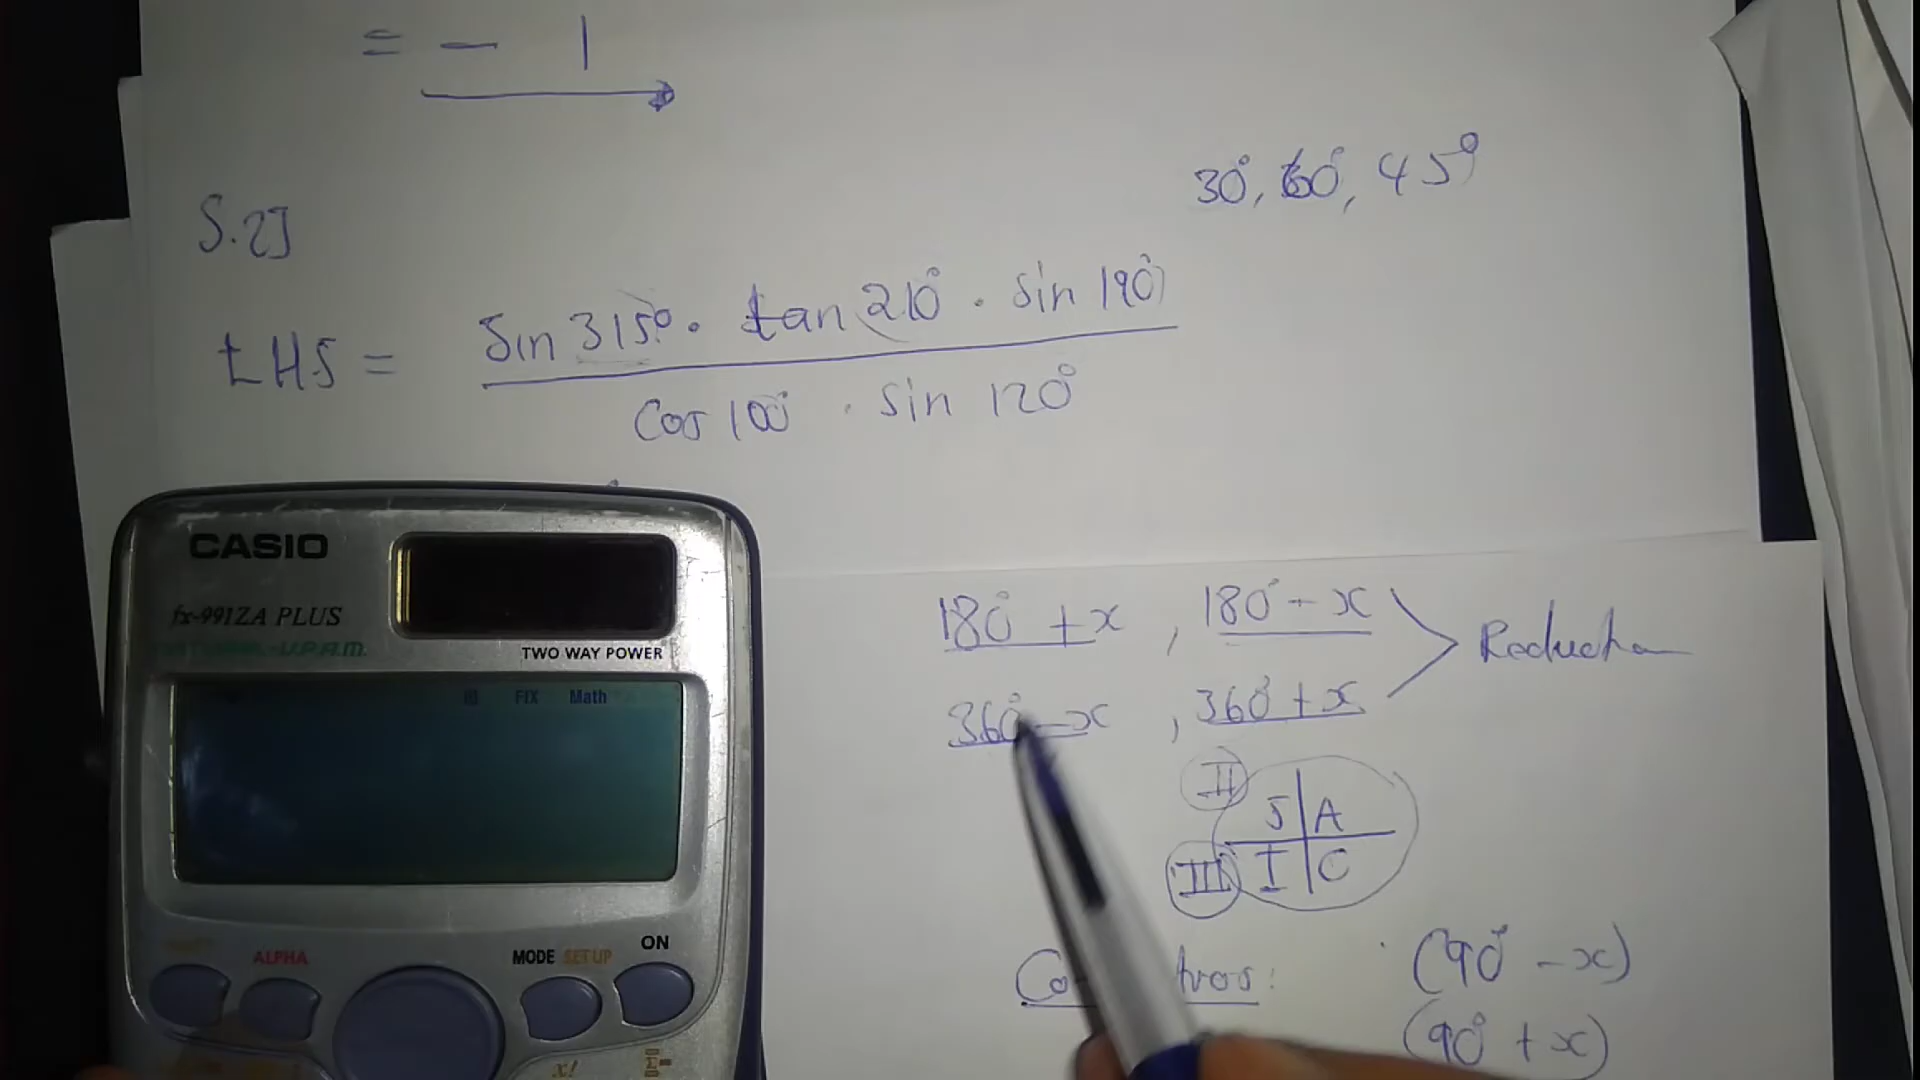 = - 1
30°, 60°, 45°
5.2]
LHS = sin 315° . tan 210° . sin 190°
cos 100° . sin 120°
CASIO
fx-991ZA PLUS
TWO WAY POWER
FIX Math
180° + x , 180° - x
360° - x , 360° + x
II
S A
III T C
(90° - x)
(90° + x)
ALPHA MODE SETUP ON
x!